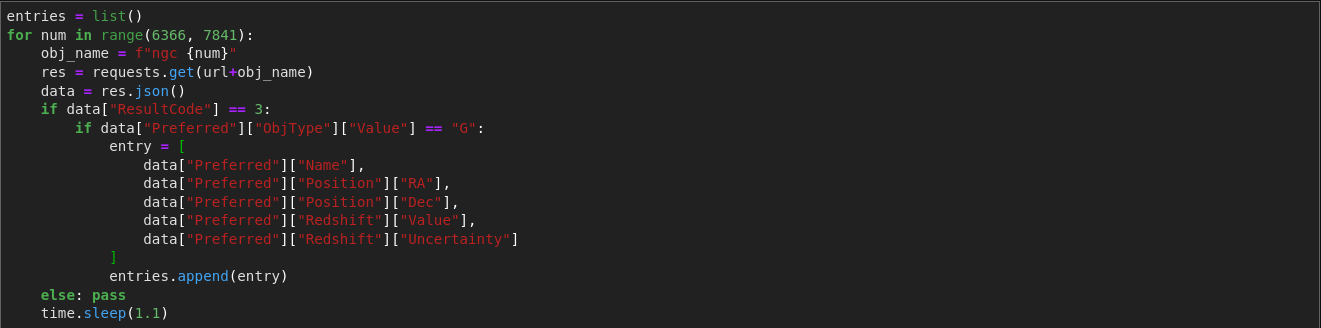 entries = list()
for num in range(6366, 7841):
    obj_name = f"ngc {num}"
    res = requests.get(url+obj_name)
    data = res.json()
    if data["ResultCode"] == 3:
        if data["Preferred"]["ObjType"]["Value"] == "G":
            entry = [
                data["Preferred"]["Name"],
                data["Preferred"]["Position"]["RA"],
                data["Preferred"]["Position"]["Dec"],
                data["Preferred"]["Redshift"]["Value"],
                data["Preferred"]["Redshift"]["Uncertainty"]
            ]
            entries.append(entry)
    else: pass
    time.sleep(1.1)